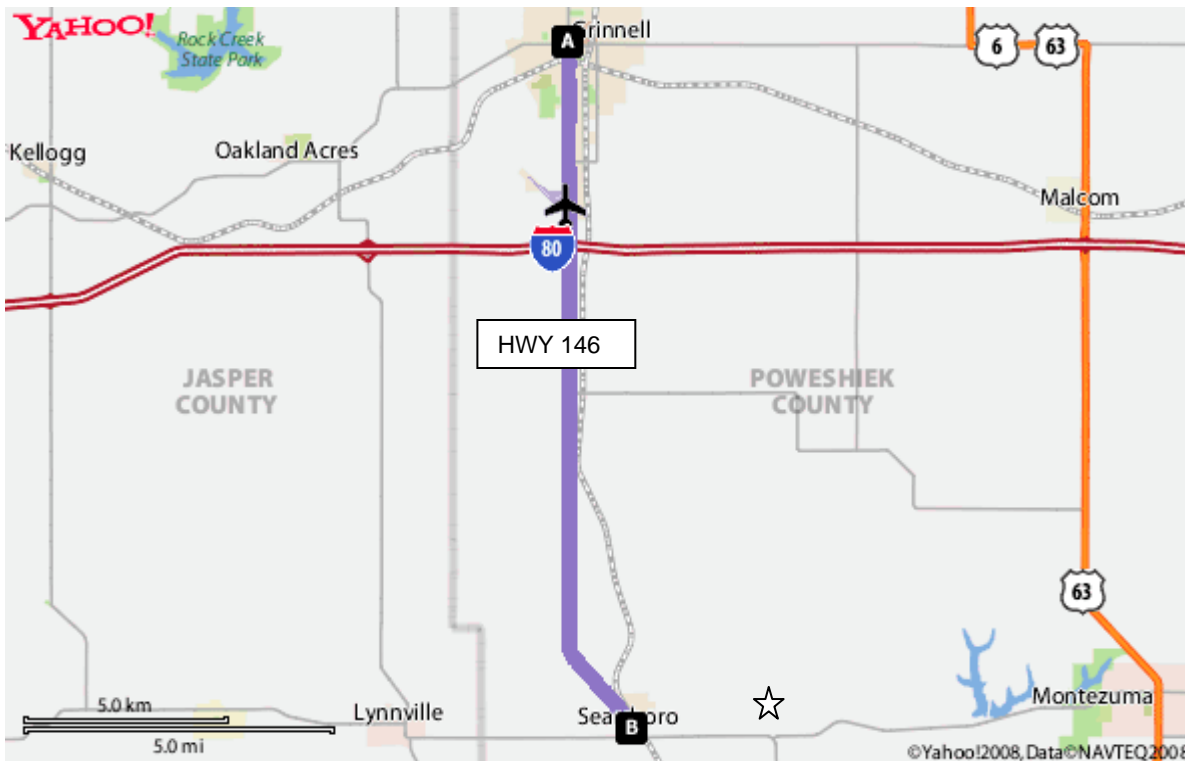 YAHOO!
Rock Creek
State Park
A
Grinnell
6
63
Kellogg
Oakland Acres
Malcom
80
HWY 146
JASPER
COUNTY
POWESHIEK
COUNTY
63
5.0 km
5.0 mi
Lynnville
B
Montezuma
©Yahoo!2008, Data©NAVTEQ2008